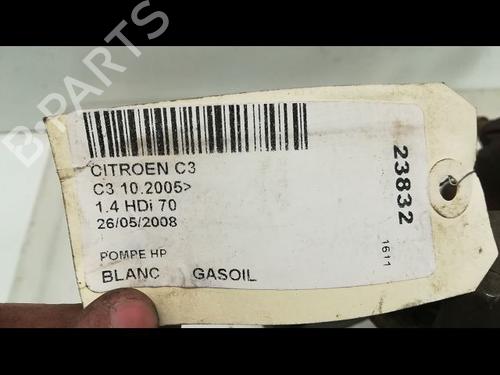 CITROEN C3
C3 10.2005>
1.4 HDi 70
26/05/2008
POMPE HP
BLANC GASOIL
23832
1611
B-PARTS